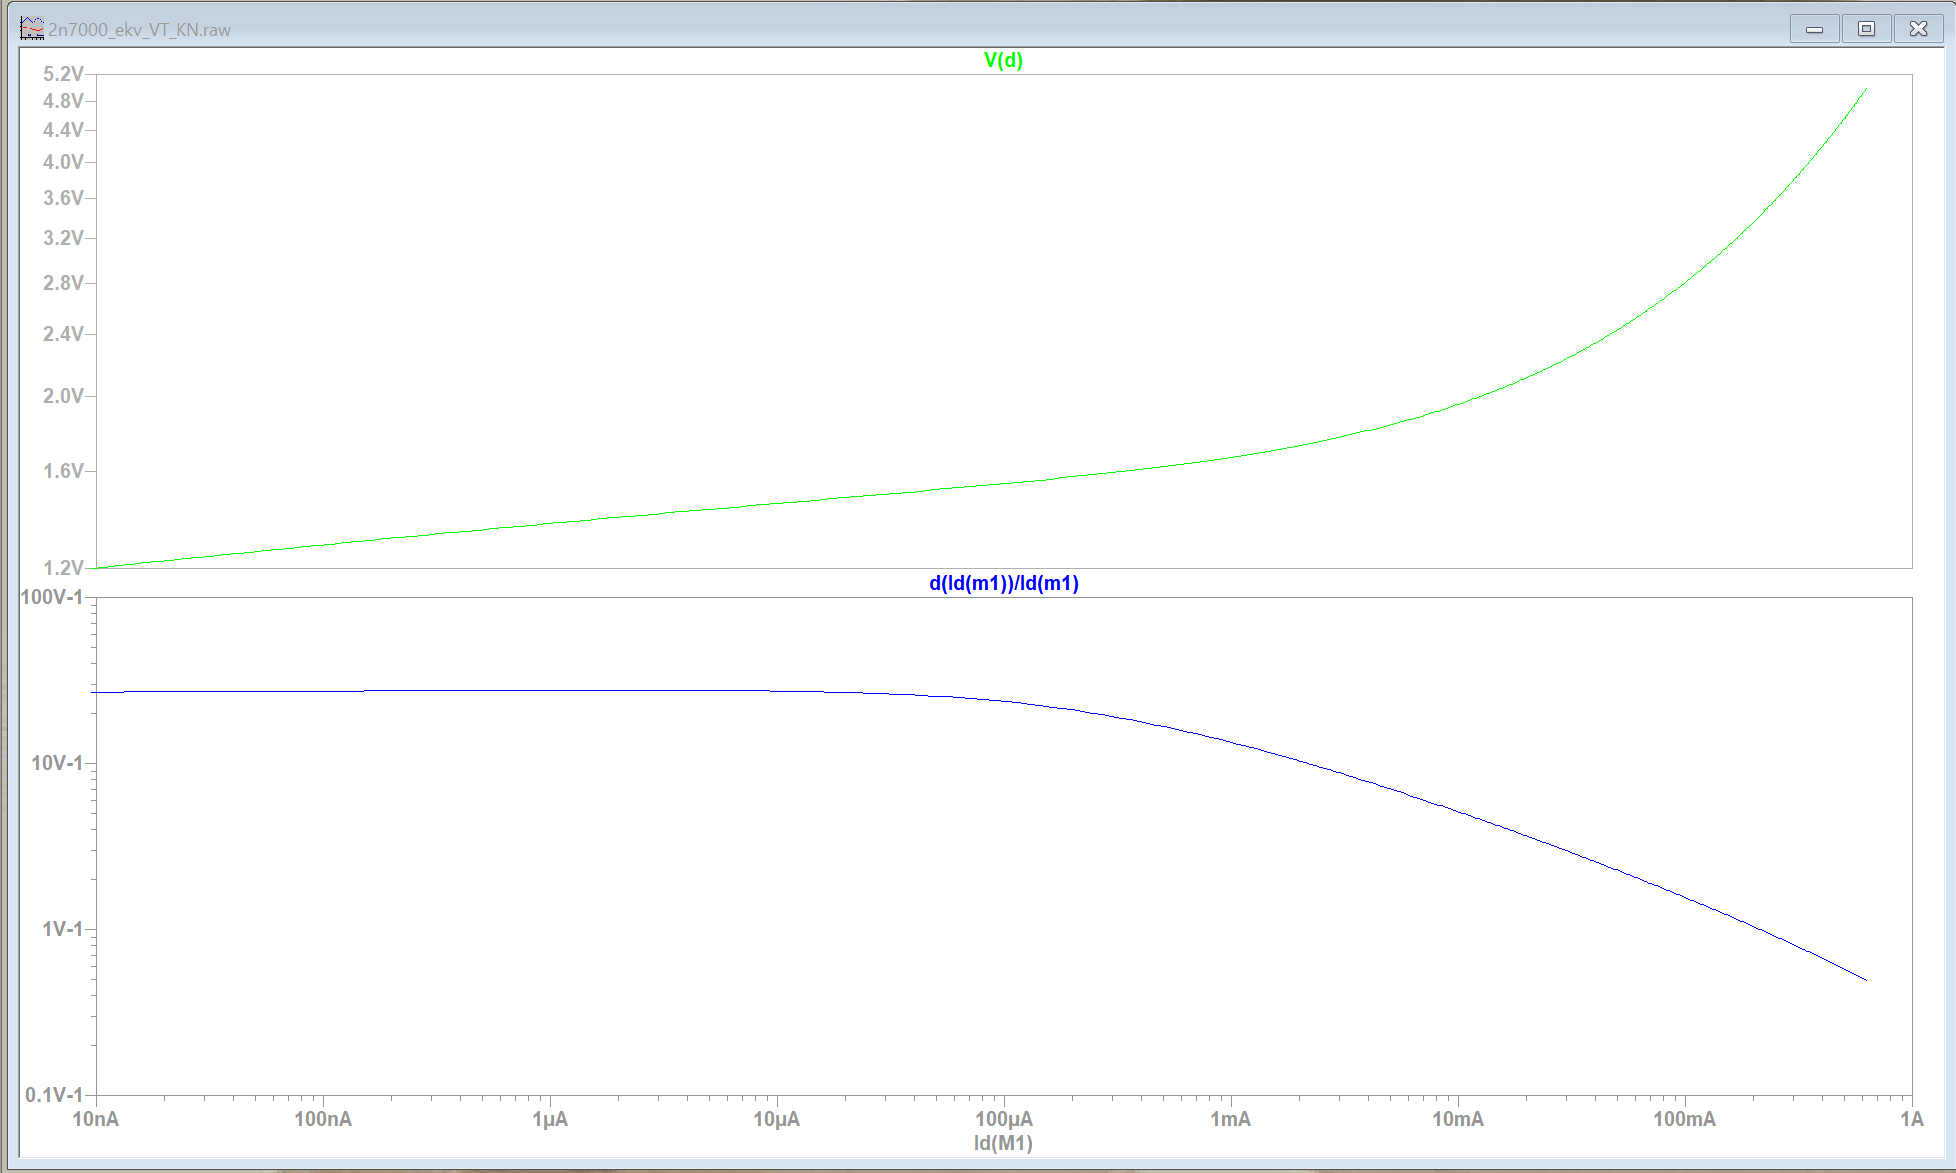 2n7000_ekv_VT_KN.raw
V(d)
5.2V
4.8V
4.4V
4.0V
3.6V
3.2V
2.8V
2.4V
2.0V
1.6V
1.2V
d(Id(m1))/Id(m1)
100V-1
10V-1
1V-1
0.1V-1
10nA 100nA 1µA 10µA 100µA 1mA 10mA 100mA 1A
Id(M1)